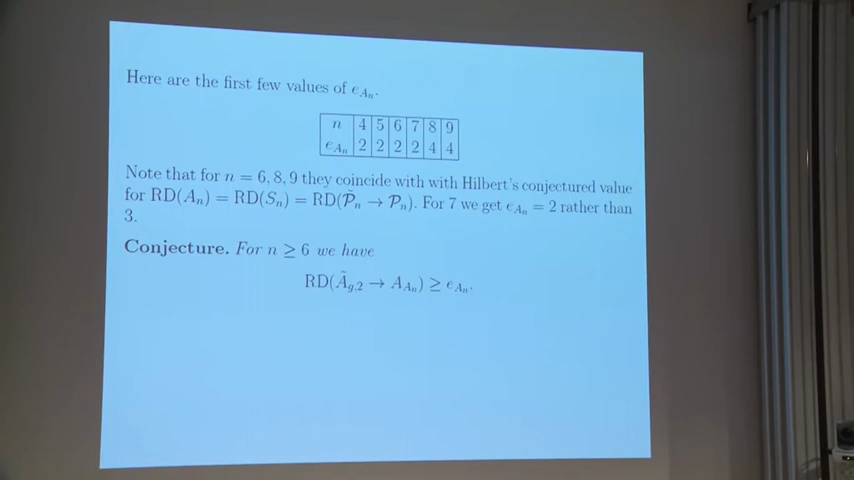 Here are the first few values of e_{A_n}.
n 4 5 6 7 8 9
e_{A_n} 2 2 2 2 4 4
Note that for n = 6, 8, 9 they coincide with with Hilbert's conjectured value
for RD(A_n) = RD(S_n) = RD(P̃_n → P_n). For 7 we get e_{A_n} = 2 rather than
3.
Conjecture. For n ≥ 6 we have
RD(Ã_{g,2} → A_{A_n}) ≥ e_{A_n}.